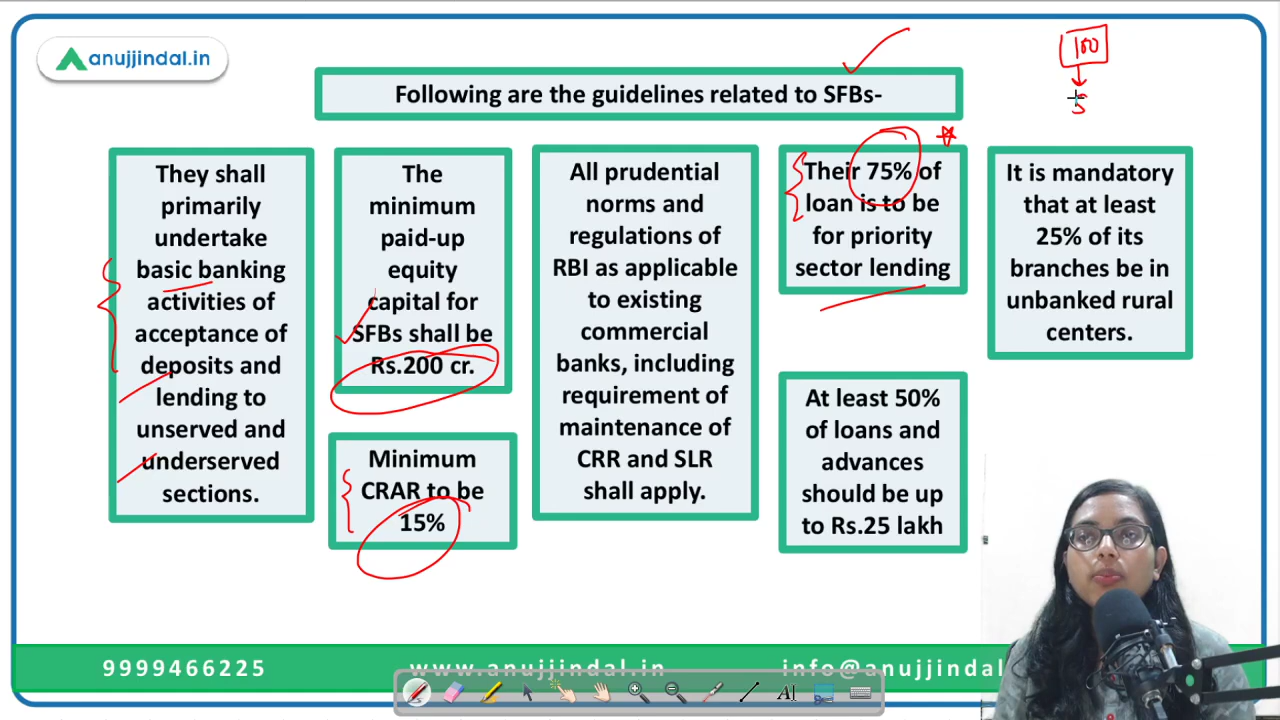 anujjindal.in
100
5
Following are the guidelines related to SFBs-
They shall
primarily
undertake
basic banking
activities of
acceptance of
deposits and
lending to
unserved and
underserved
sections.
The
minimum
paid-up
equity
capital for
SFBs shall be
Rs.200 cr.
Minimum
CRAR to be
15%
All prudential
norms and
regulations of
RBI as applicable
to existing
commercial
banks, including
requirement of
maintenance of
CRR and SLR
shall apply.
Their 75% of
loan is to be
for priority
sector lending
At least 50%
of loans and
advances
should be up
to Rs.25 lakh
It is mandatory
that at least
25% of its
branches be in
unbanked rural
centers.
9999466225
www.anujjindal.in
info@anujjindal